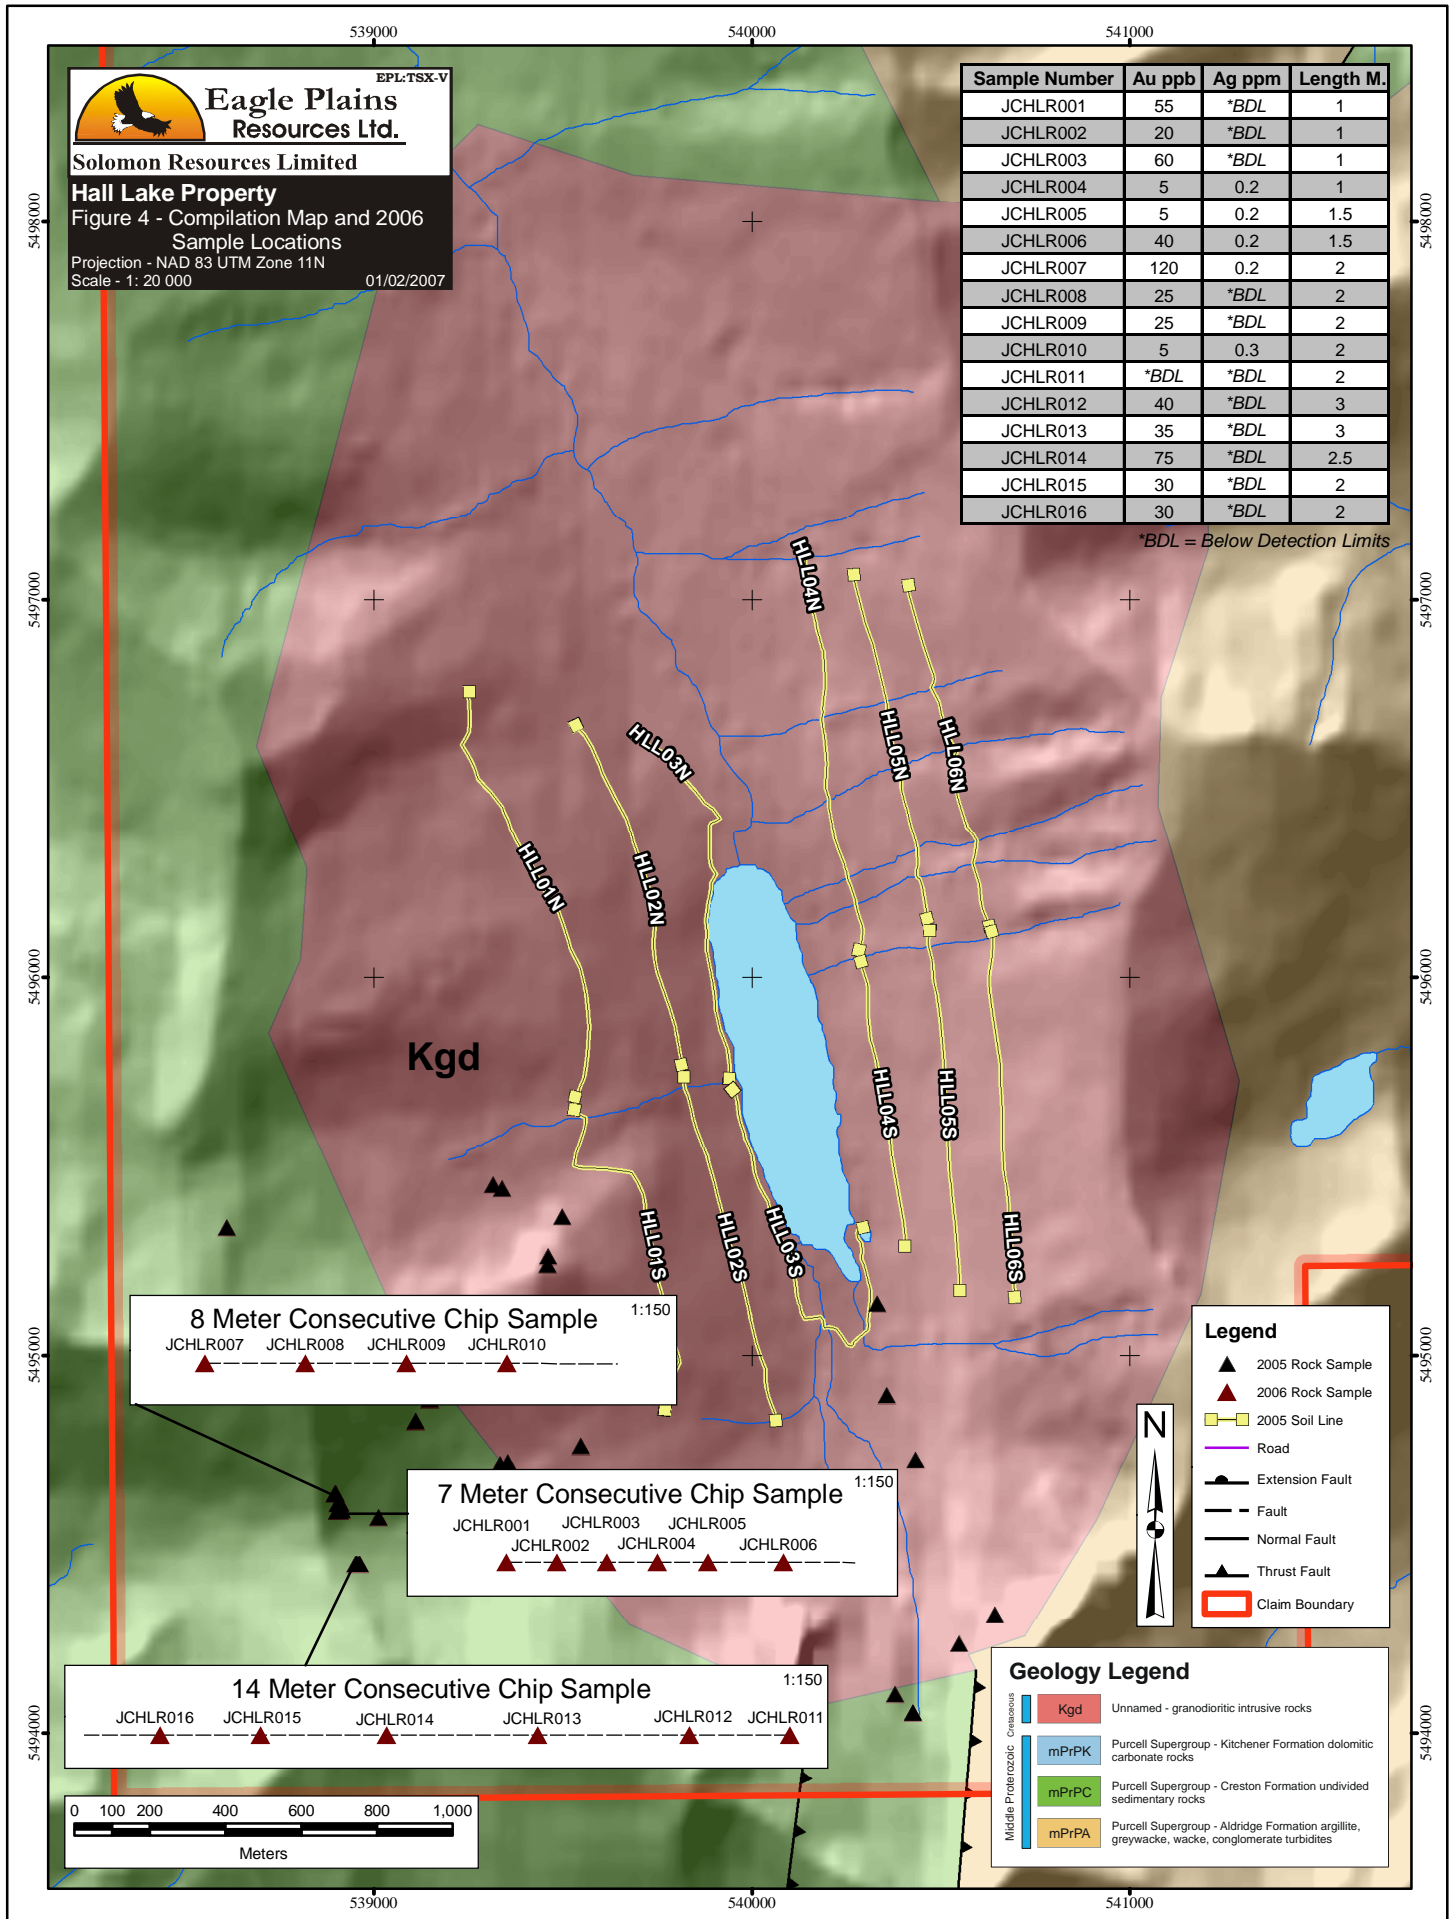 539000
540000
541000
EPL:TSX-V
Eagle Plains
Resources Ltd.
Solomon Resources Limited
Hall Lake Property
Figure 4 - Compilation Map and 2006
Sample Locations
Projection - NAD 83 UTM Zone 11N
Scale - 1: 20 000 01/02/2007
Sample Number Au ppb Ag ppm Length M.
JCHLR001 55 *BDL 1
JCHLR002 20 *BDL 1
JCHLR003 60 *BDL 1
JCHLR004 5 0.2 1
JCHLR005 5 0.2 1.5
JCHLR006 40 0.2 1.5
JCHLR007 120 0.2 2
JCHLR008 25 *BDL 2
JCHLR009 25 *BDL 2
JCHLR010 5 0.3 2
JCHLR011 *BDL *BDL 2
JCHLR012 40 *BDL 3
JCHLR013 35 *BDL 3
JCHLR014 75 *BDL 2.5
JCHLR015 30 *BDL 2
JCHLR016 30 *BDL 2
*BDL = Below Detection Limits
5498000
5498000
5497000
5497000
5496000
5496000
5495000
5495000
5494000
5494000
HLL04N
HLL05N
HLL06N
HLL03N
HLL01N
HLL02N
Kgd
HLL04S
HLL05S
HLL01S
HLL02S
HLL03S
HLL06S
8 Meter Consecutive Chip Sample
1:150
JCHLR007 JCHLR008 JCHLR009 JCHLR010
7 Meter Consecutive Chip Sample
1:150
JCHLR001 JCHLR003 JCHLR005
JCHLR002 JCHLR004 JCHLR006
14 Meter Consecutive Chip Sample
1:150
JCHLR016 JCHLR015 JCHLR014 JCHLR013 JCHLR012 JCHLR011
Legend
2005 Rock Sample
2006 Rock Sample
2005 Soil Line
Road
Extension Fault
Fault
Normal Fault
Thrust Fault
Claim Boundary
N
Geology Legend
Cretaceous
Kgd Unnamed - granodioritic intrusive rocks
Middle Proterozoic
mPrPK Purcell Supergroup - Kitchener Formation dolomitic
carbonate rocks
mPrPC Purcell Supergroup - Creston Formation undivided
sedimentary rocks
mPrPA Purcell Supergroup - Aldridge Formation argillite,
greywacke, wacke, conglomerate turbidites
0 100 200 400 600 800 1,000
Meters
539000
540000
541000